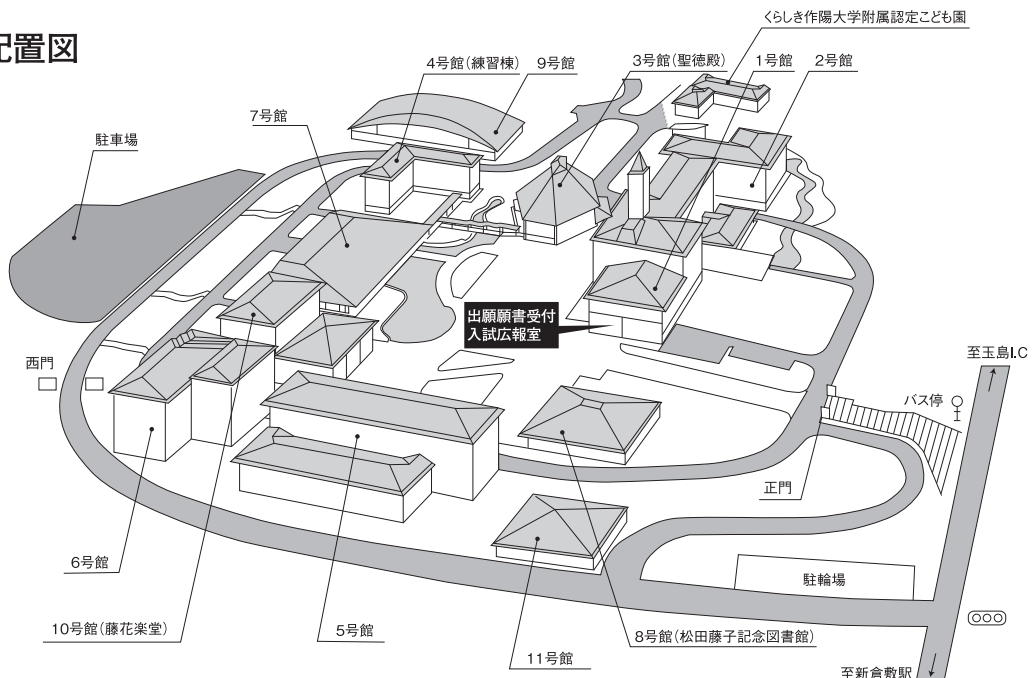 配置図
くらしき作陽大学附属認定こども園
4号館(練習棟)
9号館
3号館(聖徳殿)
1号館
2号館
7号館
駐車場
出願願書受付
入試広報室
西門
至玉島I.C
バス停
正門
6号館
駐輪場
10号館(藤花楽堂)
5号館
8号館(松田藤子記念図書館)
11号館
至新倉敷駅